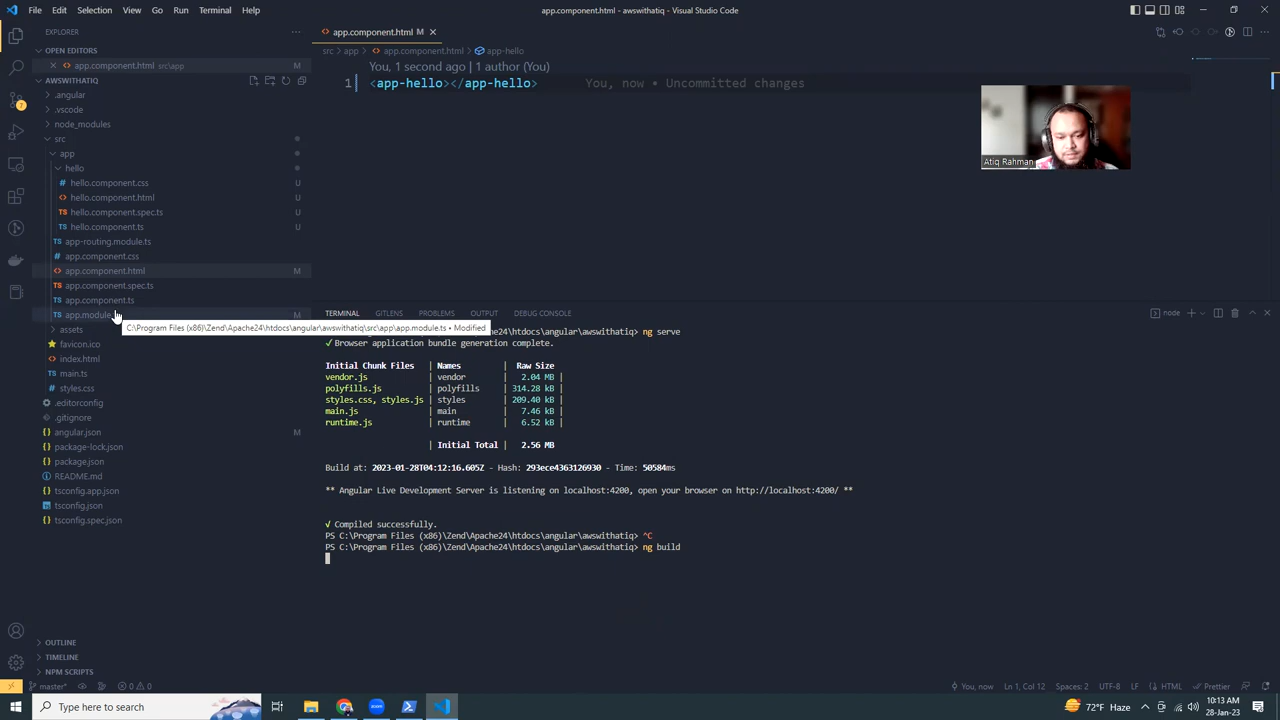 File Edit Selection View Go Run Terminal Help
app.component.html - awswithatiq - Visual Studio Code
EXPLORER
OPEN EDITORS
app.component.html src\app
AWSWITHATIQ
.angular
.vscode
node_modules
src
app
hello
hello.component.css U
hello.component.html U
hello.component.spec.ts U
hello.component.ts U
app-routing.module.ts
app.component.css
app.component.html M
app.component.spec.ts
app.component.ts
app.module M
C:\Program Files (x86)\Zend\Apache24\htdocs\angular\awswithatiq\src\app\app.module.ts • Modified
assets
favicon.ico
index.html
main.ts
styles.css
.editorconfig
.gitignore
angular.json M
package-lock.json
package.json
README.md
tsconfig.app.json
tsconfig.json
tsconfig.spec.json
OUTLINE
TIMELINE
NPM SCRIPTS
app.component.html M
src > app > app.component.html > app-hello
You, 1 second ago | 1 author (You)
1 <app-hello></app-hello> You, now • Uncommitted changes
Atiq Rahman
TERMINAL GITLENS PROBLEMS OUTPUT DEBUG CONSOLE
node
\Zend\Apache24\htdocs\angular\awswithatiq> ng serve
√ Browser application bundle generation complete.
Initial Chunk Files | Names | Raw Size
vendor.js | vendor | 2.04 MB |
polyfills.js | polyfills | 314.28 kB |
styles.css, styles.js | styles | 209.40 kB |
main.js | main | 7.46 kB |
runtime.js | runtime | 6.52 kB |
| Initial Total | 2.56 MB
Build at: 2023-01-28T04:12:16.605Z - Hash: 293ece4363126930 - Time: 50584ms
** Angular Live Development Server is listening on localhost:4200, open your browser on http://localhost:4200/ **
√ Compiled successfully.
PS C:\Program Files (x86)\Zend\Apache24\htdocs\angular\awswithatiq> ^C
PS C:\Program Files (x86)\Zend\Apache24\htdocs\angular\awswithatiq> ng build
master* 0 0
You, now Ln 1, Col 12 Spaces: 2 UTF-8 LF HTML Prettier
Type here to search
zoom
72°F Haze
10:13 AM
28-Jan-23